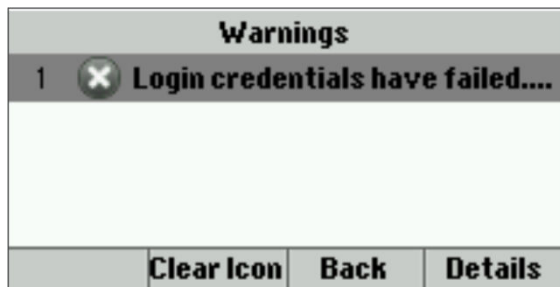 Warnings
1 Login credentials have failed....
Clear Icon Back Details